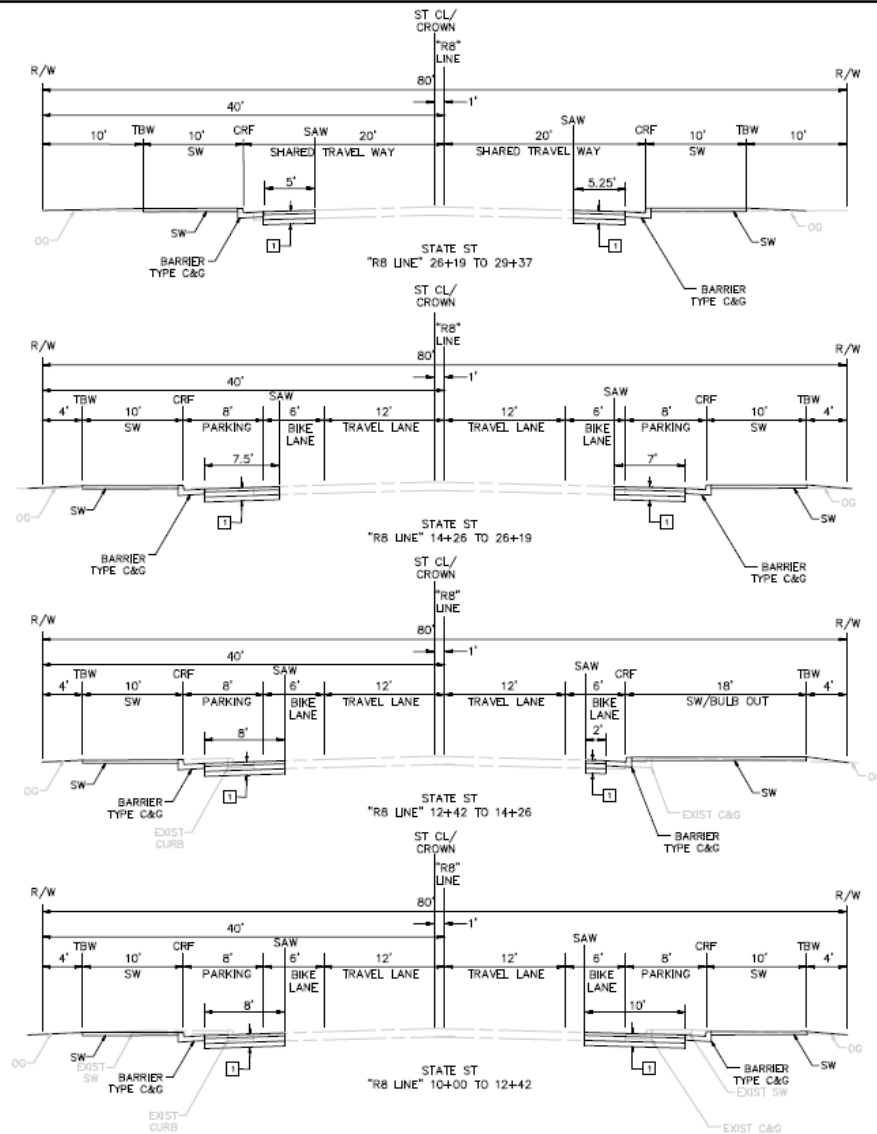 ST CL/
CROWN
"R8"
LINE
R/W
R/W
80'
1'
40'
SAW
10'
TBW
10'
CRF
SAW
20'
20'
CRF
10'
TBW
10'
SW
SHARED TRAVEL WAY
SHARED TRAVEL WAY
SW
5'
5.25'
OG
SW
1
1
SW
OG
BARRIER
TYPE C&G
STATE ST
"R8 LINE" 26+19 TO 29+37
BARRIER
TYPE C&G
ST CL/
CROWN
"R8"
LINE
R/W
R/W
80'
1'
40'
4'
TBW
10'
CRF
8'
SAW
6'
12'
12'
6'
SAW
8'
CRF
10'
TBW
4'
SW
PARKING
BIKE
LANE
TRAVEL LANE
TRAVEL LANE
BIKE
LANE
PARKING
SW
7.5'
7'
OG
SW
1
1
SW
OG
BARRIER
TYPE C&G
STATE ST
"R8 LINE" 14+26 TO 26+19
BARRIER
TYPE C&G
ST CL/
CROWN
"R8"
LINE
R/W
R/W
80'
1'
40'
4'
TBW
10'
CRF
8'
SAW
6'
12'
12'
SAW
6'
CRF
18'
TBW
4'
SW
PARKING
BIKE
LANE
TRAVEL LANE
TRAVEL LANE
BIKE
LANE
SW/BULB OUT
8'
2'
OG
SW
1
1
SW
OG
BARRIER
TYPE C&G
EXIST
CURB
STATE ST
"R8 LINE" 12+42 TO 14+26
EXIST C&G
BARRIER
TYPE C&G
ST CL/
CROWN
"R8"
LINE
R/W
R/W
80'
1'
40'
4'
TBW
10'
CRF
8'
SAW
6'
12'
12'
SAW
6'
8'
CRF
10'
TBW
4'
SW
PARKING
BIKE
LANE
TRAVEL LANE
TRAVEL LANE
BIKE
LANE
PARKING
SW
8'
10'
OG
SW
EXIST
SW
1
1
SW
OG
BARRIER
TYPE C&G
EXIST
CURB
STATE ST
"R8 LINE" 10+00 TO 12+42
BARRIER
TYPE C&G
EXIST SW
EXIST C&G